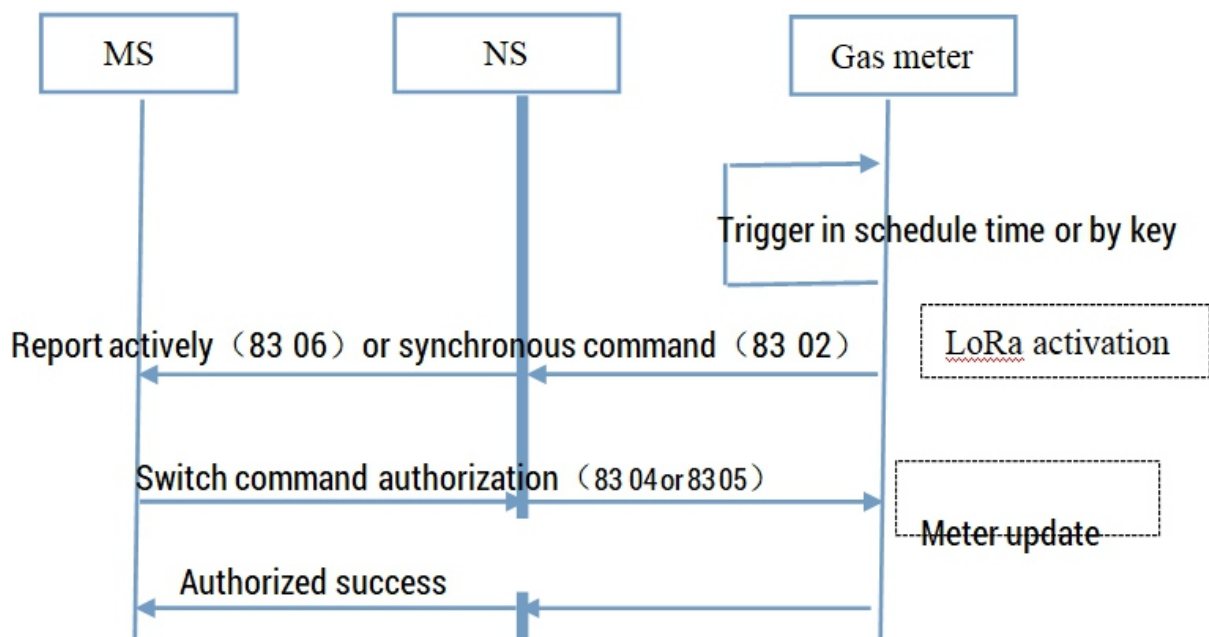 MS
NS
Gas meter
Trigger in schedule time or by key
Report actively（83 06）or synchronous command（83 02）
LoRa activation
Switch command authorization（83 04 or 83 05）
Meter update
Authorized success